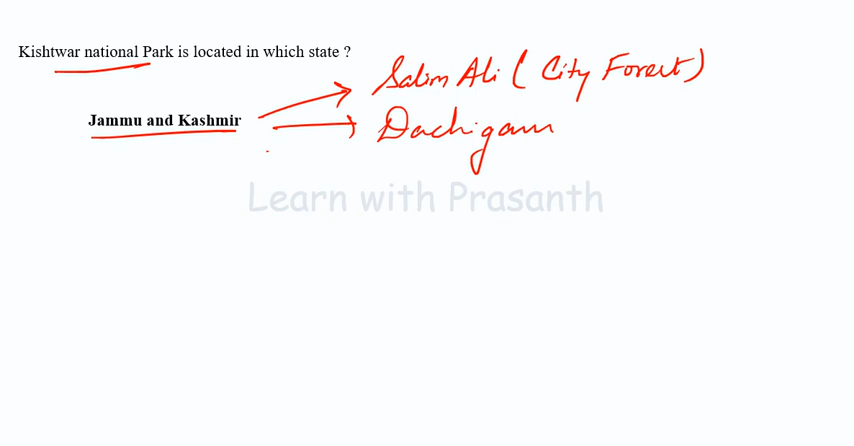 Kishtwar national Park is located in which state ?
Salim Ali ( City Forest )
Jammu and Kashmir
Dachigam
Learn with Prasanth